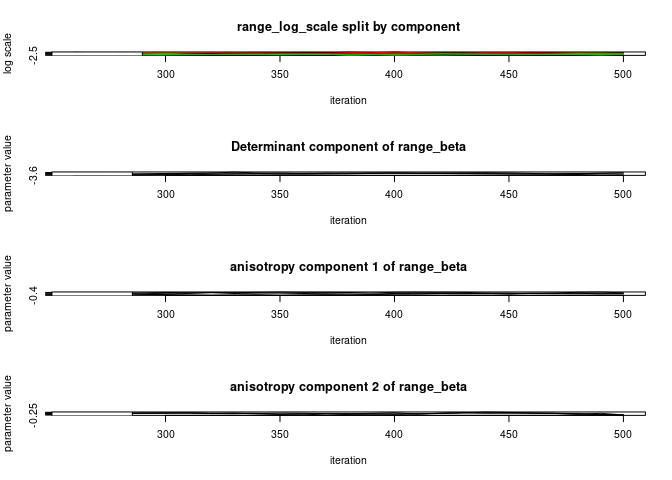 range_log_scale split by component
log scale
-2.5
300 350 400 450 500
iteration
Determinant component of range_beta
parameter value
-3.6
300 350 400 450 500
iteration
anisotropy component 1 of range_beta
parameter value
-0.4
300 350 400 450 500
iteration
anisotropy component 2 of range_beta
parameter value
-0.25
300 350 400 450 500
iteration